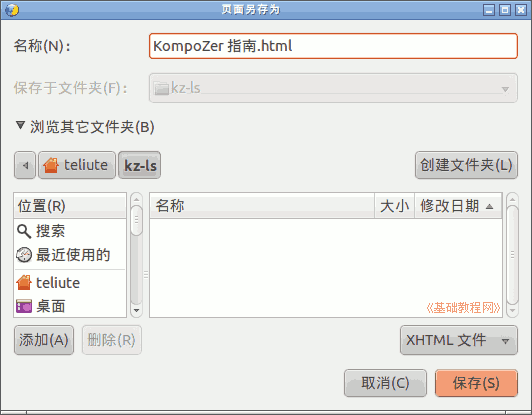 页面另存为
名称(N)： KompoZer 指南.html
保存于文件夹(F)： kz-ls
浏览其它文件夹(B)
teliute kz-ls 创建文件夹(L)
位置(R) 名称 大小 修改日期
搜索
最近使用的
teliute
桌面
《基础教程网》
添加(A) 删除(R) XHTML 文件
取消(C) 保存(S)